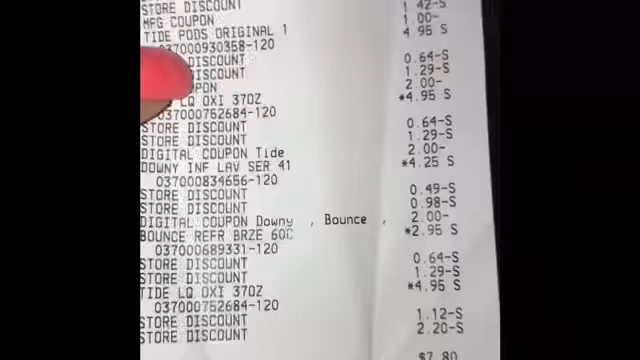 STORE DISCOUNT 1 42-S
MFG COUPON 1.00-
TIDE PODS ORIGINAL 1 4.95 S
037000930358-120
DISCOUNT 0.64-S
DISCOUNT 1.29-S
PON 2.00-
LQ OXI 37OZ *4.95 S
037000752684-120
STORE DISCOUNT 0.64-S
STORE DISCOUNT 1.29-S
DIGITAL COUPON Tide 2.00-
DOWNY INF LAV SER 41 *4.25 S
037000834656-120
STORE DISCOUNT 0.49-S
STORE DISCOUNT 0.98-S
DIGITAL COUPON Downy , Bounce , 2.00-
BOUNCE REFR BRZE 60C *2.95 S
037000689331-120
STORE DISCOUNT 0.64-S
STORE DISCOUNT 1.29-S
TIDE LQ OXI 37OZ *4.95 S
037000752684-120
STORE DISCOUNT 1.12-S
STORE DISCOUNT 2.20-S
$7.80